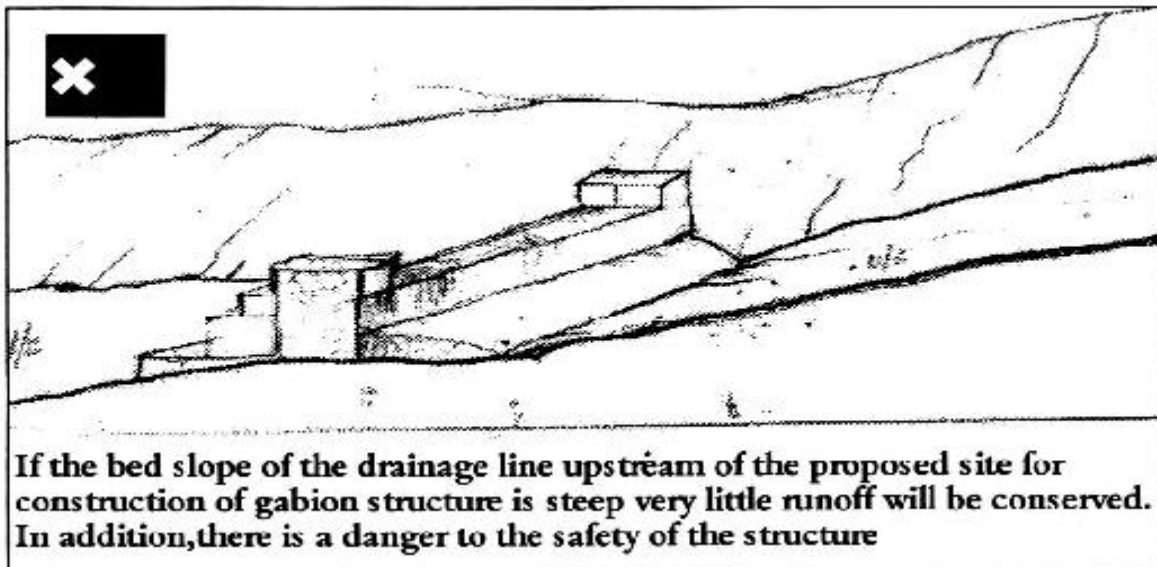 If the bed slope of the drainage line upstream of the proposed site for
construction of gabion structure is steep very little runoff will be conserved.
In addition,there is a danger to the safety of the structure